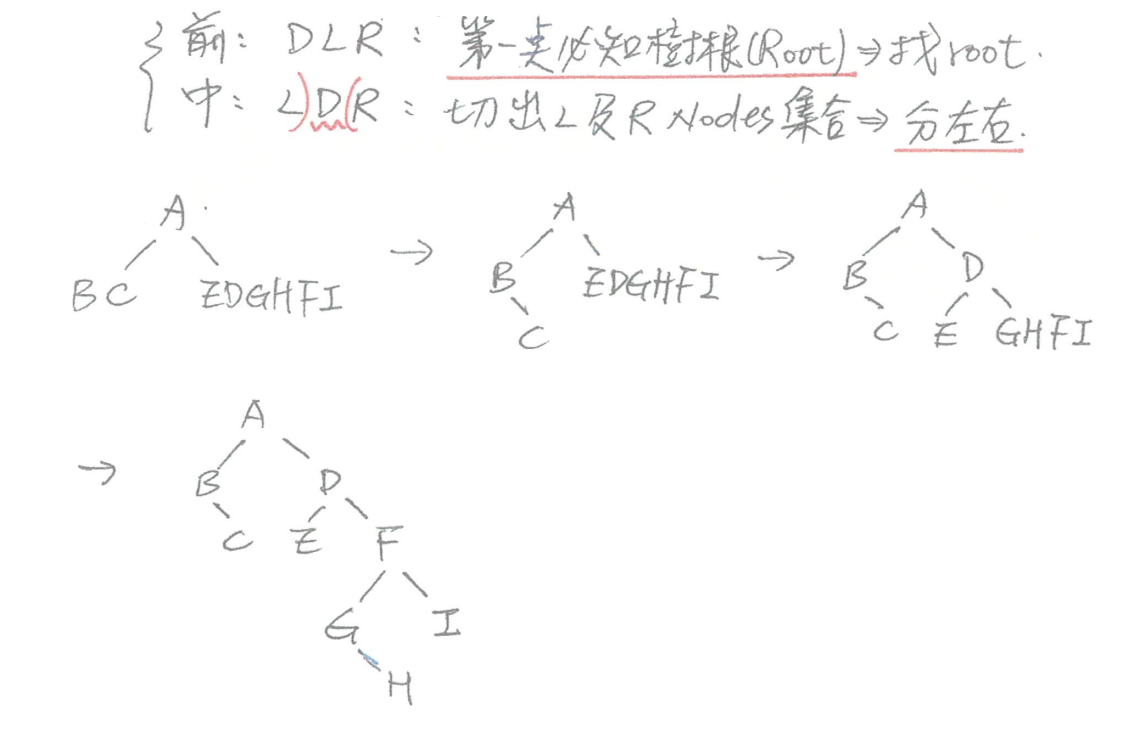 前: DLR : 第一点必知樹根(Root) ⇒ 找root.
中: L)D(R : 切出L及R Nodes集合 ⇒ 分左右.
A A A
BC EDGHFI → B EDGHFI → B D
C C E GHFI
A
→ B D
C E F
G I
H